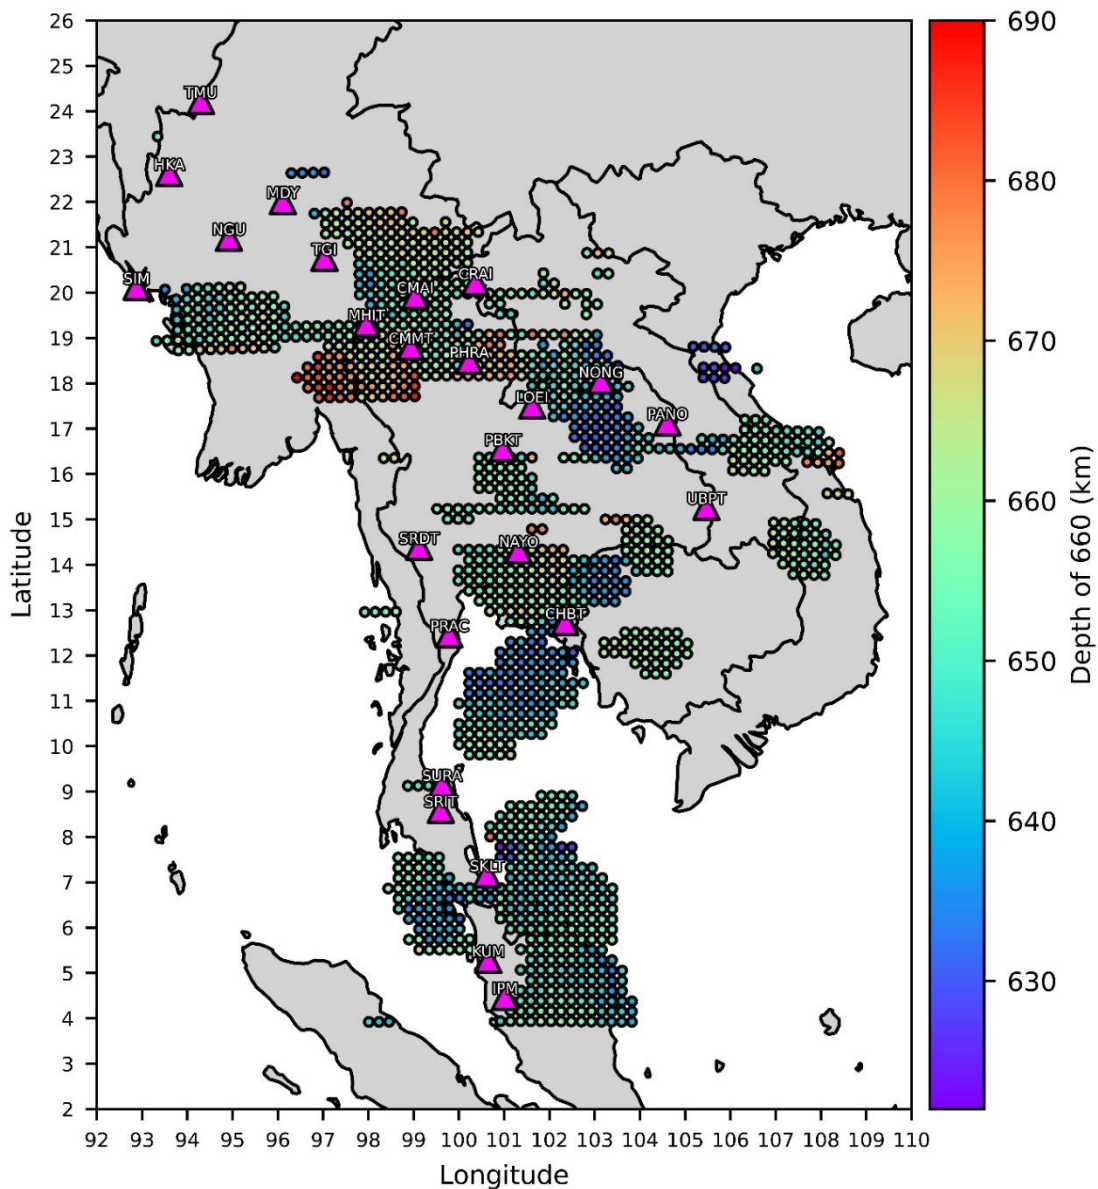 26
25
24
23
22
21
20
19
18
17
16
15
14
13
12
11
10
9
8
7
6
5
4
3
2
Latitude
TMU
HKA
MDY
NGU
TGI
SIM
CRAI
CMAI
MHIT
CMMT
PHRA
NONG
LOEI
PANO
PBKT
UBPT
SRDT
NAYO
CHBT
PRAC
SURA
SRIT
SKLT
KUM
IPM
92 93 94 95 96 97 98 99 100 101 102 103 104 105 106 107 108 109 110
Longitude
690
680
670
660
650
640
630
Depth of 660 (km)